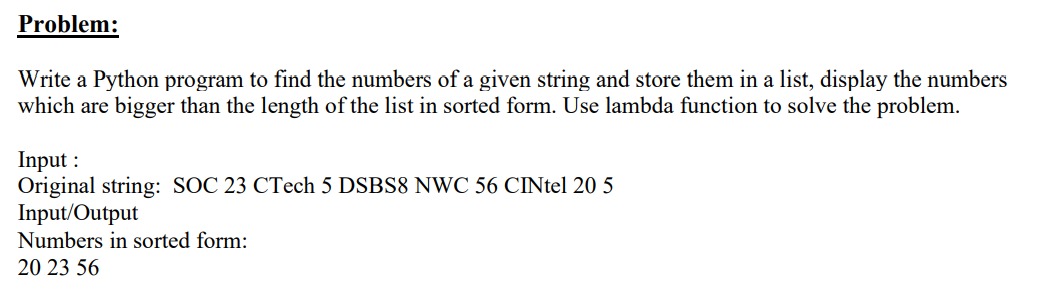 Problem:
Write a Python program to find the numbers of a given string and store them in a list, display the numbers
which are bigger than the length of the list in sorted form. Use lambda function to solve the problem.
Input :
Original string: SOC 23 CTech 5 DSBS8 NWC 56 CINtel 20 5
Input/Output
Numbers in sorted form:
20 23 56